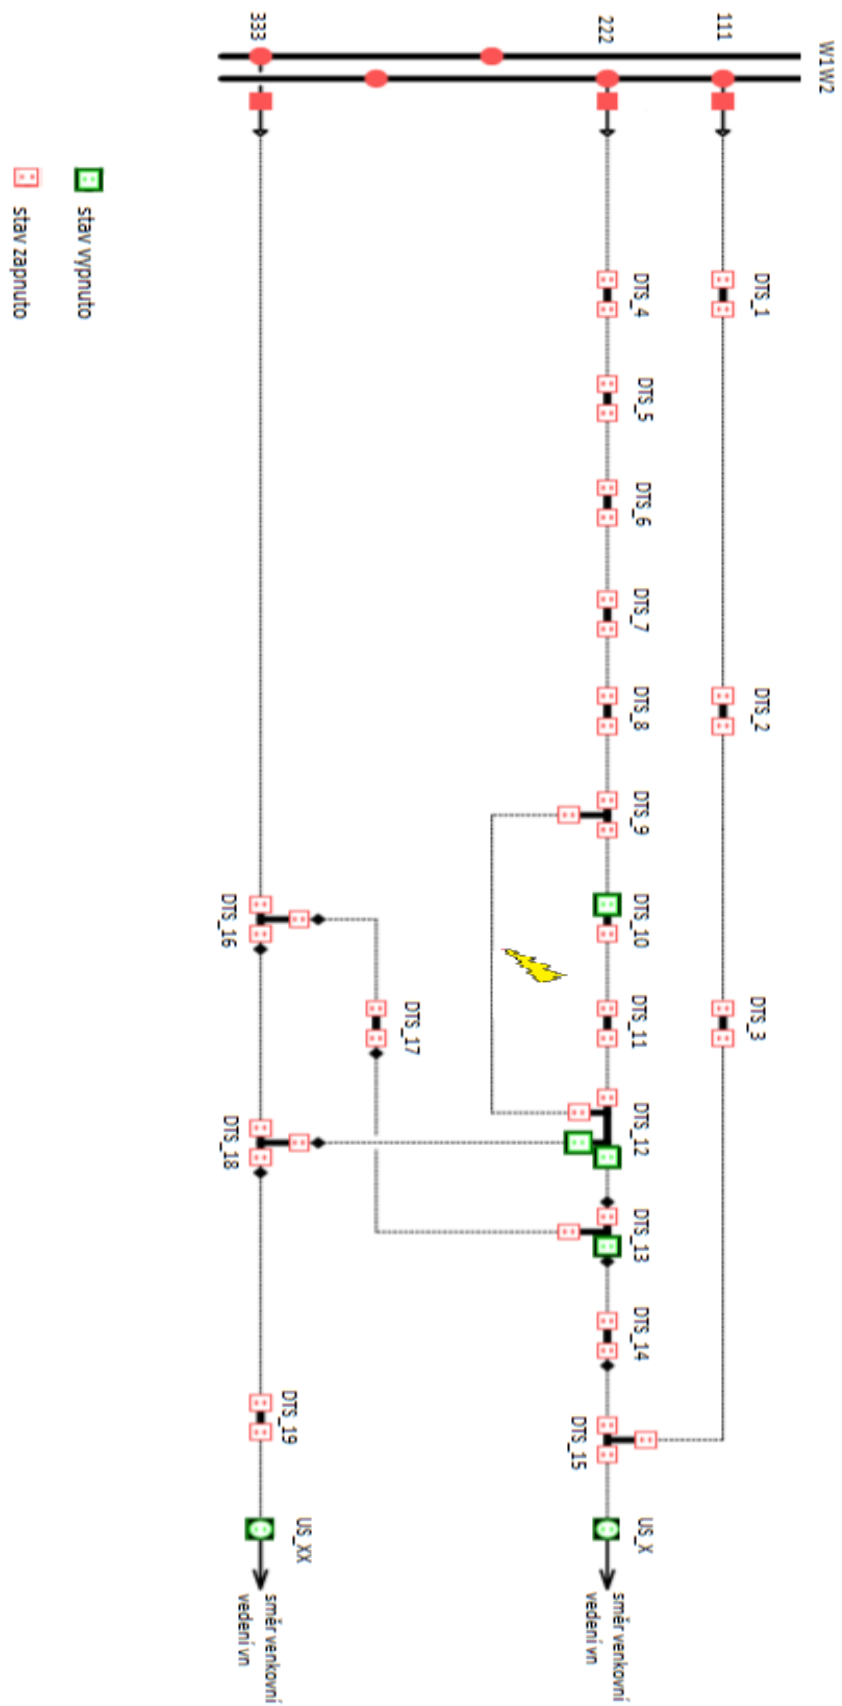 W1W2
111
222
333
DTS_1
DTS_2
DTS_3
DTS_4
DTS_5
DTS_6
DTS_7
DTS_8
DTS_9
DTS_10
DTS_11
DTS_12
DTS_13
DTS_14
DTS_15
US_X
směr venkovní
vedení vn
DTS_17
DTS_16
DTS_18
DTS_19
US_XX
směr venkovní
vedení vn
stav vypnuto
stav zapnuto